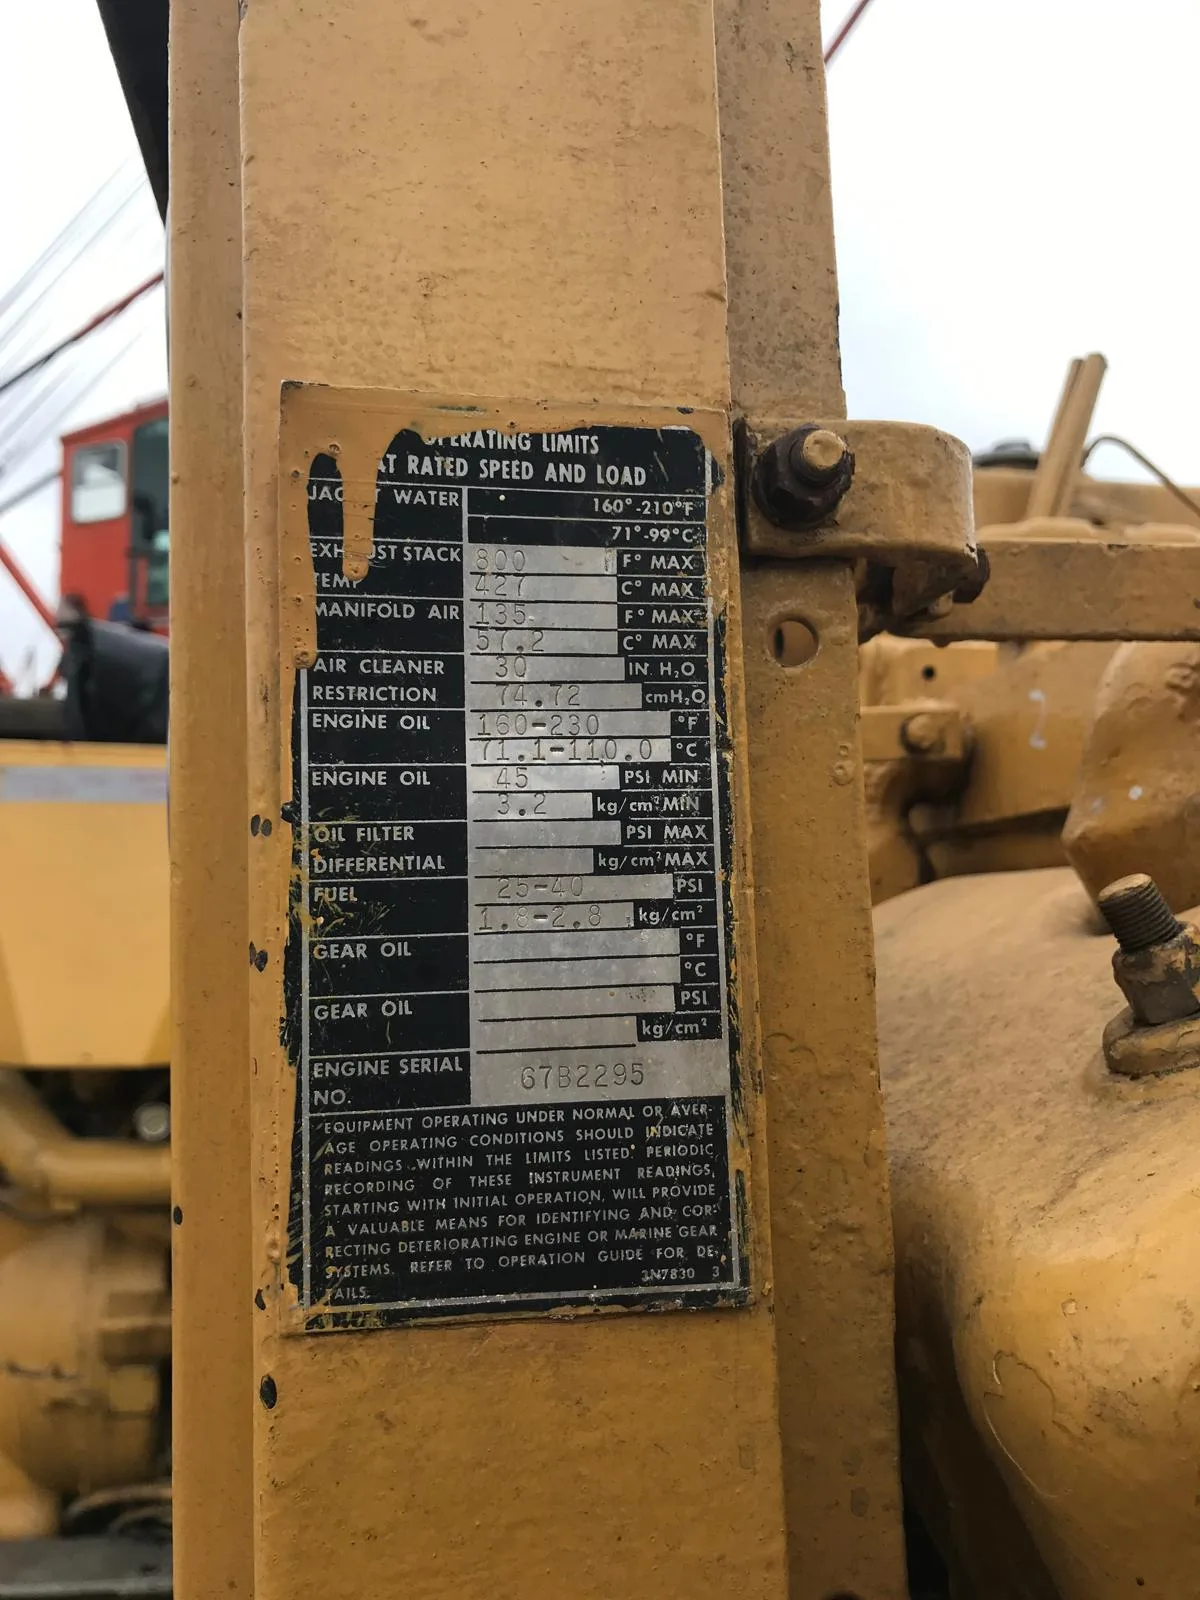 OPERATING LIMITS
AT RATED SPEED AND LOAD
JACKET WATER 160°-210°F
71°-99°C
EXHAUST STACK 800 F° MAX
TEMP 427 C° MAX
MANIFOLD AIR 135 F° MAX
57.2 C° MAX
AIR CLEANER 30 IN. H₂O
RESTRICTION 74.72 cmH₂O
ENGINE OIL 160-230 °F
71.1-110.0 °C
ENGINE OIL 45 PSI MIN
3.2 kg/cm² MIN
OIL FILTER PSI MAX
DIFFERENTIAL kg/cm² MAX
FUEL 25-40 PSI
1.8-2.8 kg/cm²
GEAR OIL °F
°C
GEAR OIL PSI
kg/cm²
ENGINE SERIAL 67B2295
NO.
EQUIPMENT OPERATING UNDER NORMAL OR AVER-
AGE OPERATING CONDITIONS SHOULD INDICATE
READINGS WITHIN THE LIMITS LISTED. PERIODIC
RECORDING OF THESE INSTRUMENT READINGS,
STARTING WITH INITIAL OPERATION, WILL PROVIDE
A VALUABLE MEANS FOR IDENTIFYING AND COR-
RECTING DETERIORATING ENGINE OR MARINE GEAR
SYSTEMS. REFER TO OPERATION GUIDE FOR DE-
TAILS.
3N7830 3